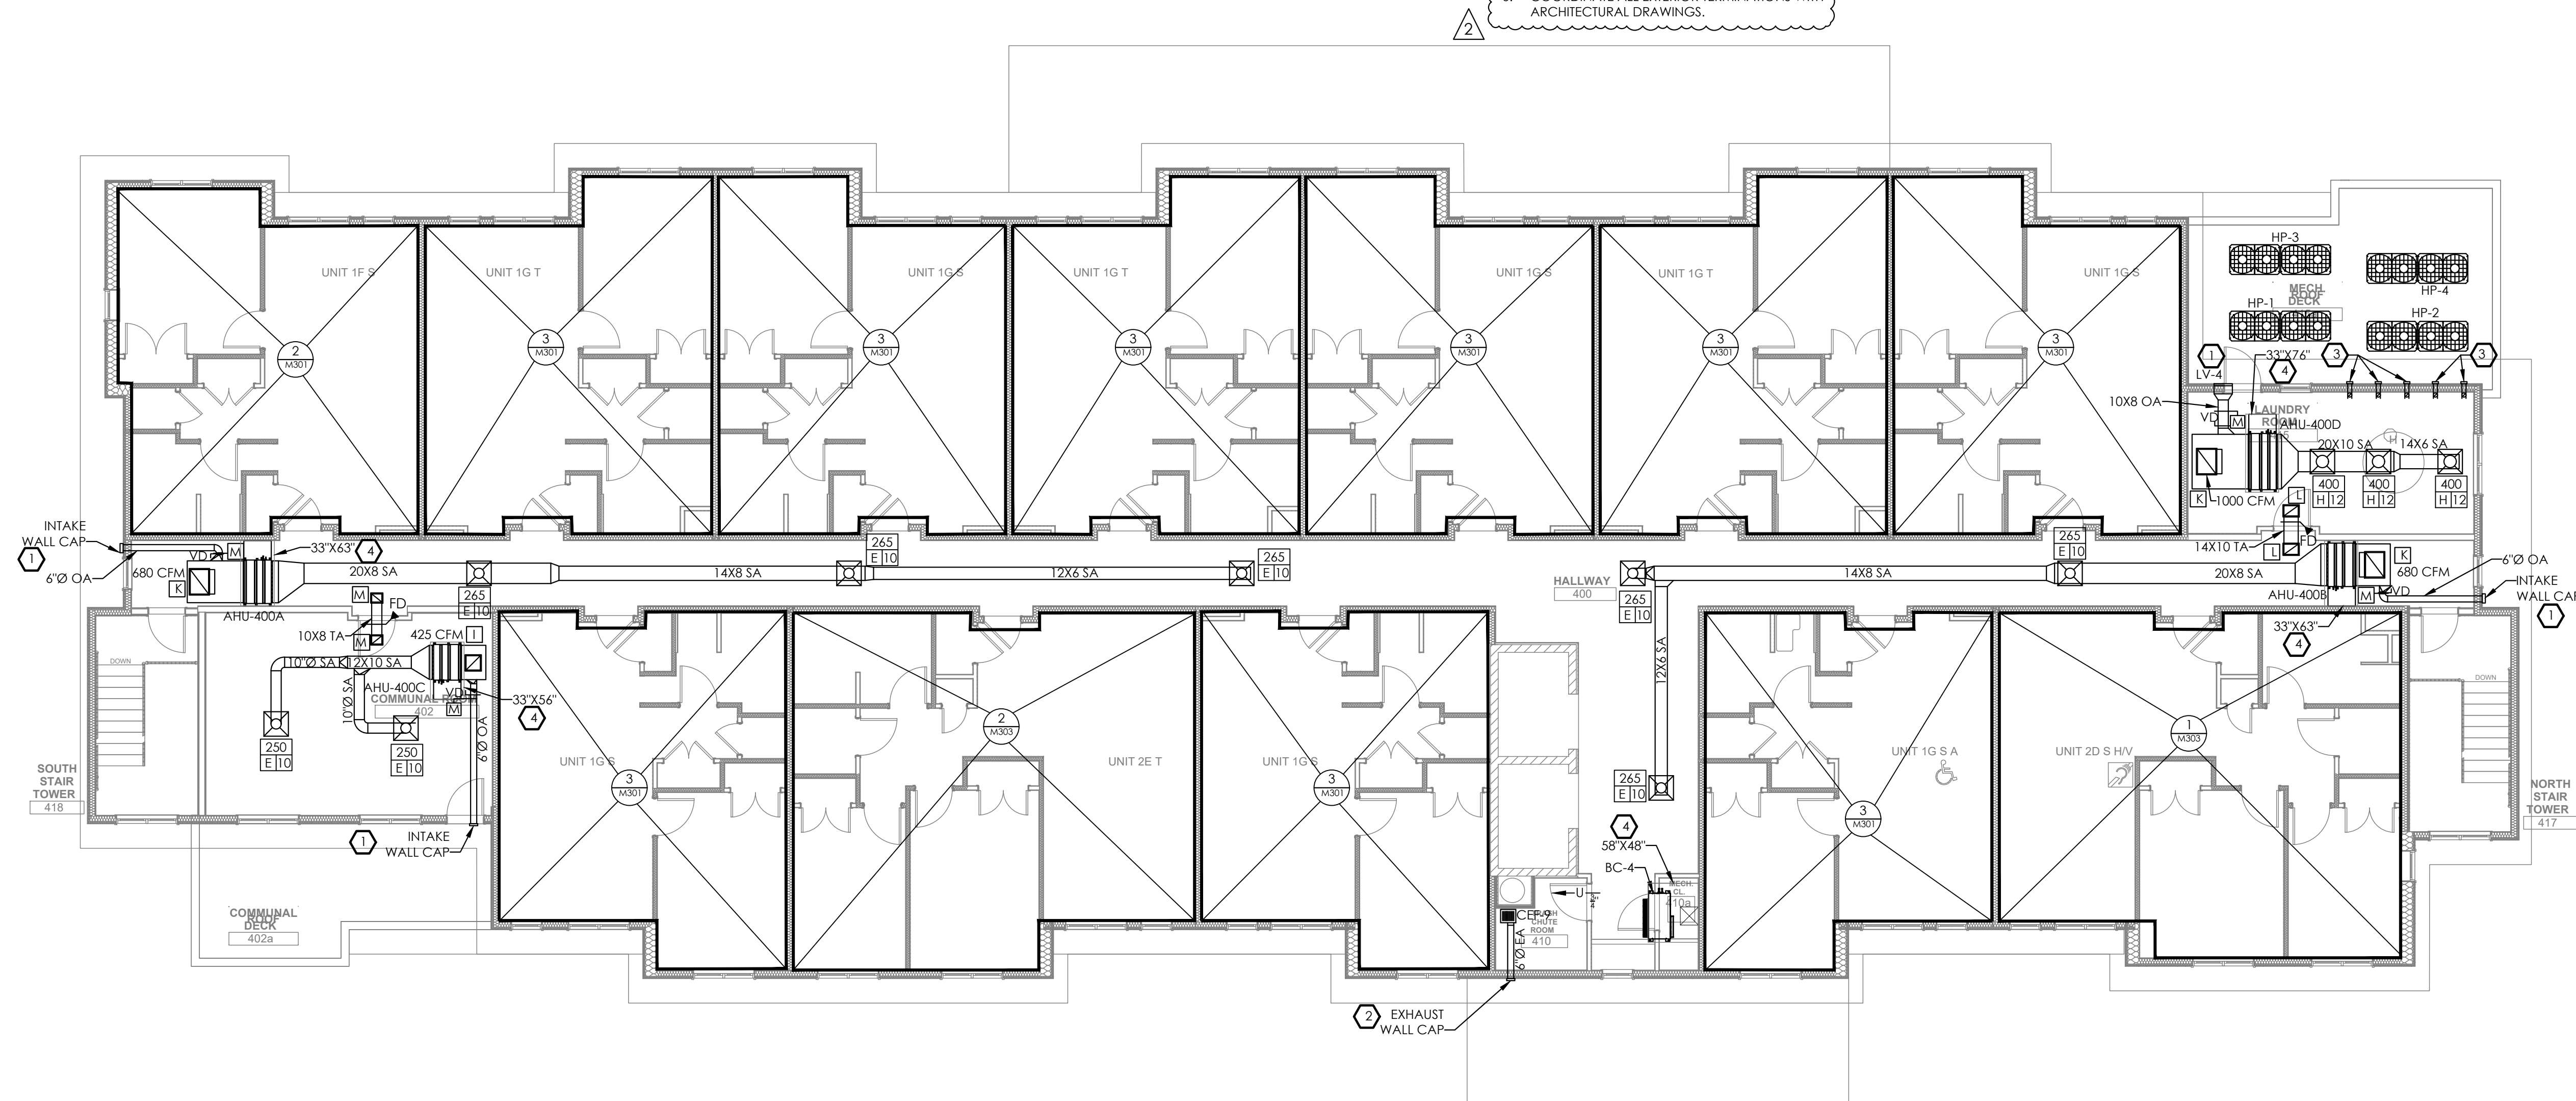 ARCHITECTURAL DRAWINGS.
2
UNIT 1F S
UNIT 1G T
UNIT 1G S
UNIT 1G T
UNIT 1G S
UNIT 1G T
UNIT 1G S
2
M301
3
M301
3
M301
3
M301
3
M301
3
M301
3
M301
HP-3
HP-4
MECH.
ROOF
DECK
HP-1
HP-2
1
LV-4
33"X76"
4
3
3
10X8 OA
VD
M
LAUNDRY
ROOM
AHU-400D
20X10 SA
14X6 SA
H
K
1000 CFM
400
H 12
400
H 12
400
H 12
L
14X10 TA
FD
L
INTAKE
WALL CAP
1
6"Ø OA
VD
M
33"X63"
4
680 CFM
K
AHU-400A
20X8 SA
265
E 10
14X8 SA
265
E 10
12X6 SA
265
E 10
HALLWAY
400
265
E 10
14X8 SA
265
E 10
20X8 SA
K
680 CFM
6"Ø OA
INTAKE
WALL CAP
1
AHU-400B
M
VD
33"X63"
4
M
FD
10X8 TA
M
425 CFM
I
10"Ø SA
12X10 SA
10"Ø SA
AHU-400C
VD
M
33"X56"
4
COMMUNAL ROOM
402
6"Ø OA
250
E 10
250
E 10
DOWN
SOUTH
STAIR
TOWER
418
1
INTAKE
WALL CAP
COMMUNAL
ROOF
DECK
402a
UNIT 1G S
3
M301
2
M303
UNIT 2E T
UNIT 1G S
3
M301
12X6 SA
265
E 10
4
58"X48"
BC-4
MECH.
CL.
410a
U
CEF-9
CHUTE
ROOM
410
6"Ø EA
2
EXHAUST
WALL CAP
UNIT 1G S A
3
M301
UNIT 2D S H/V
1
M303
DOWN
NORTH
STAIR
TOWER
417